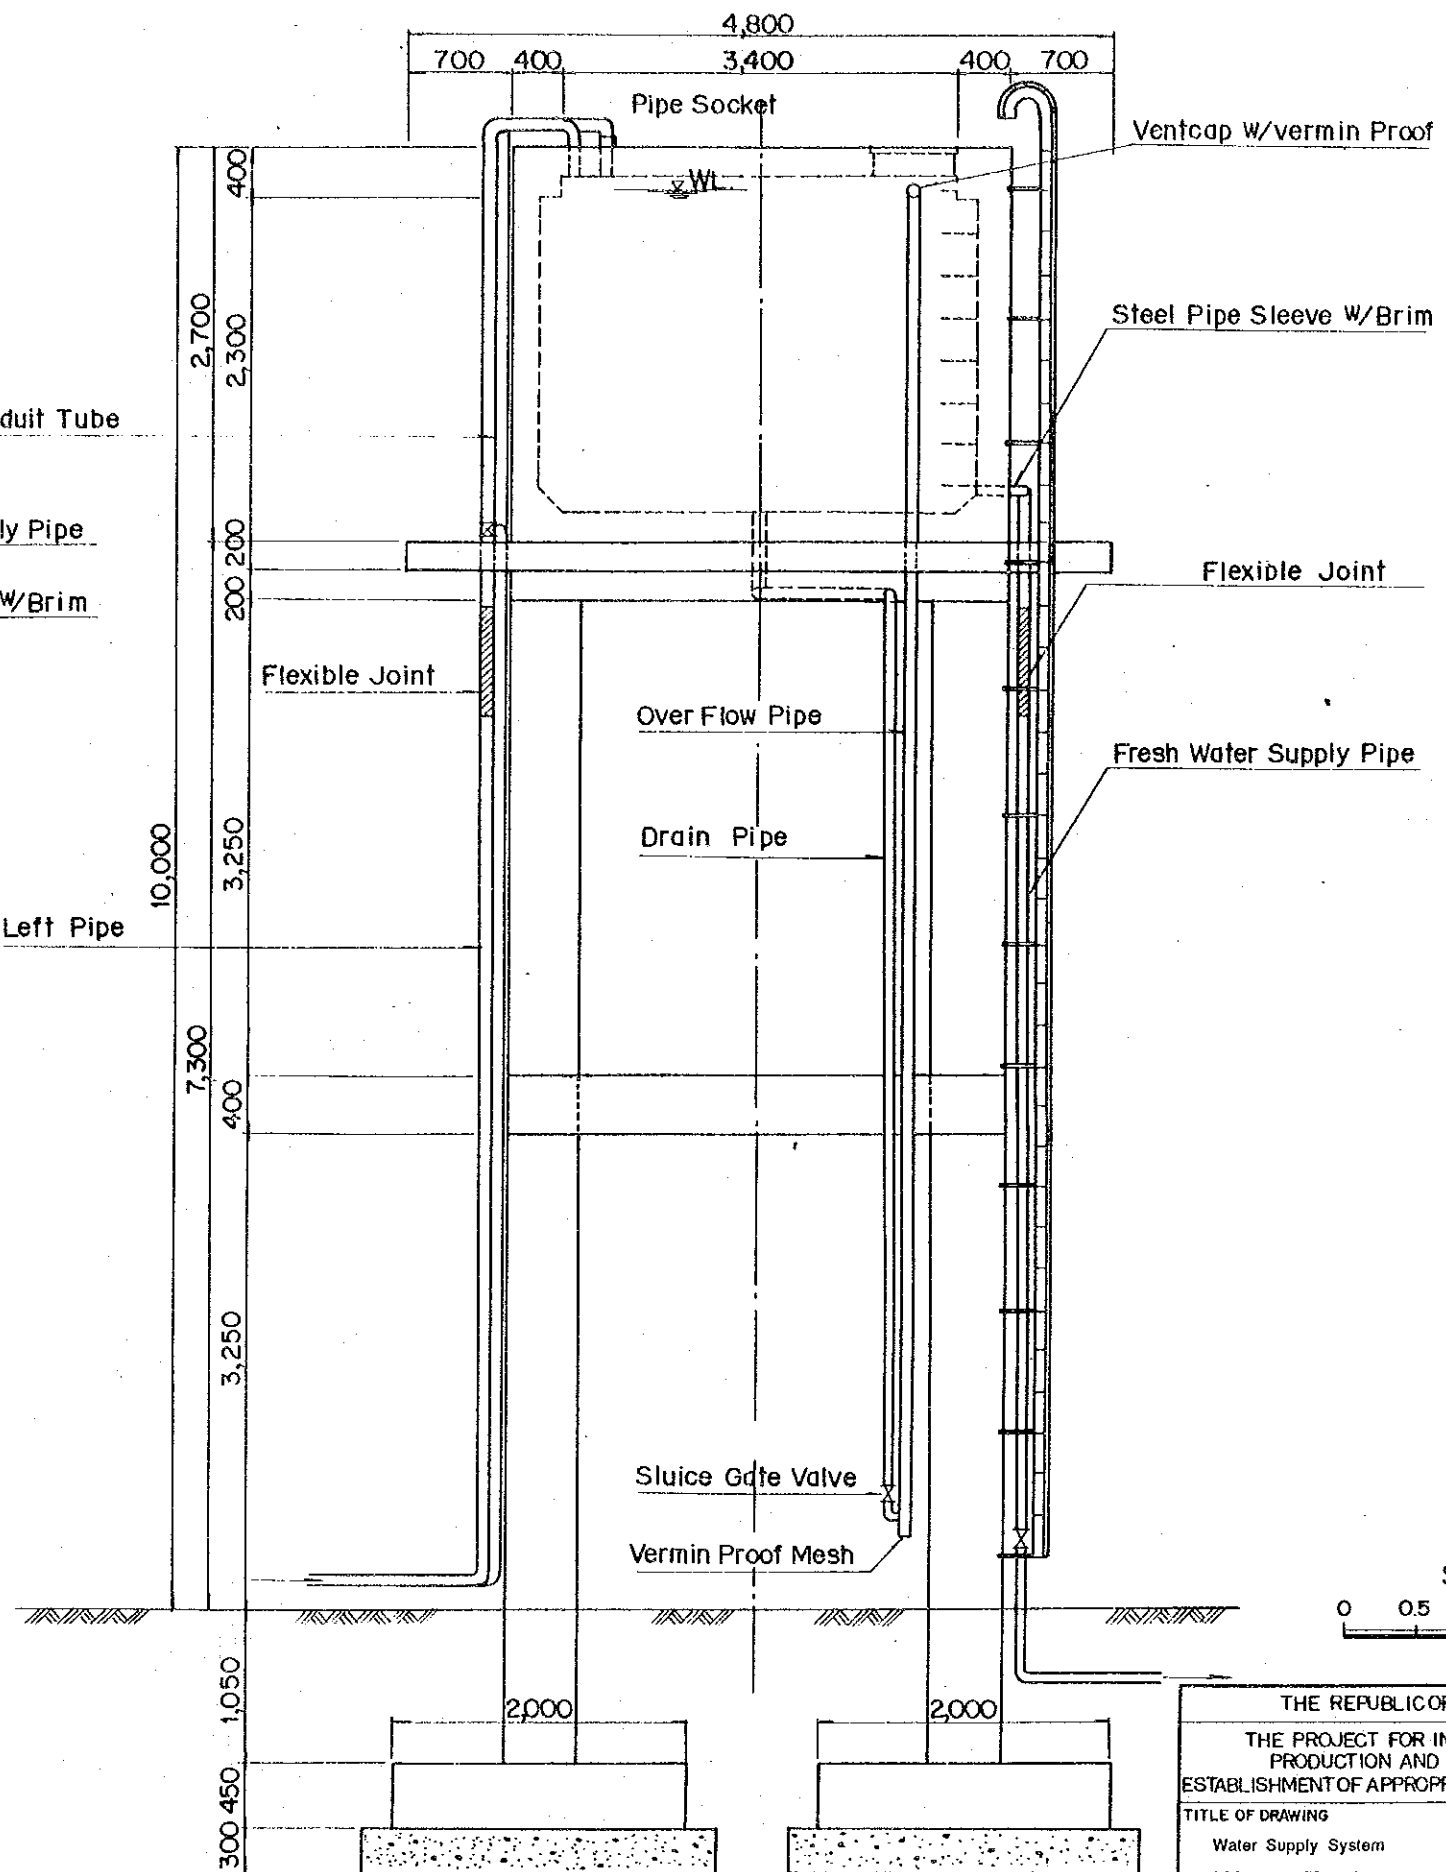 4,800
700 400 3,400 400 700
Pipe Socket
Ventcap W/vermin Proof
400
WL
2,700
2,300
Steel Pipe Sleeve W/Brim
duit Tube
ly Pipe
200
200
W/Brim
Flexible Joint
Flexible Joint
Over Flow Pipe
Fresh Water Supply Pipe
Drain Pipe
10,000
3,250
Left Pipe
7,300
400
3,250
Sluice Gate Valve
Vermin Proof Mesh
S
0 0.5
1,050
2,000
2,000
450
300
THE REPUBLIC OF
THE PROJECT FOR IN
PRODUCTION AND
ESTABLISHMENT OF APPROPR
TITLE OF DRAWING
Water Supply System